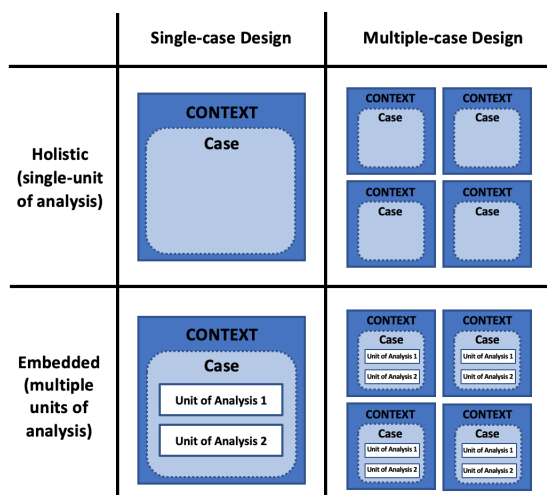 Single-case Design
Multiple-case Design
Holistic
(single-unit
of analysis)
CONTEXT
Case
CONTEXT
Case
CONTEXT
Case
CONTEXT
Case
CONTEXT
Case
Embedded
(multiple
units of
analysis)
CONTEXT
Case
Unit of Analysis 1
Unit of Analysis 2
CONTEXT
Case
Unit of Analysis 1
Unit of Analysis 2
CONTEXT
Case
Unit of Analysis 1
Unit of Analysis 2
CONTEXT
Case
Unit of Analysis 1
Unit of Analysis 2
CONTEXT
Case
Unit of Analysis 1
Unit of Analysis 2